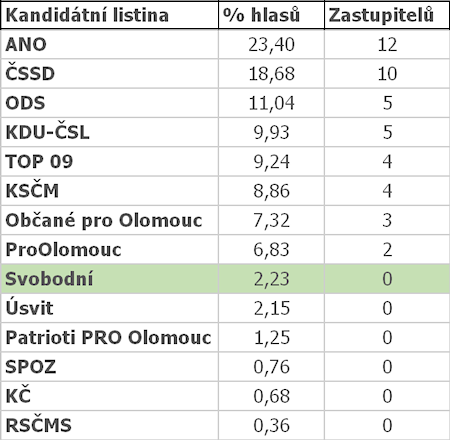 Kandidátní listina % hlasů Zastupitelů
ANO 23,40 12
ČSSD 18,68 10
ODS 11,04 5
KDU-ČSL 9,93 5
TOP 09 9,24 4
KSČM 8,86 4
Občané pro Olomouc 7,32 3
ProOlomouc 6,83 2
Svobodní 2,23 0
Úsvit 2,15 0
Patrioti PRO Olomouc 1,25 0
SPOZ 0,76 0
KČ 0,68 0
RSČMS 0,36 0